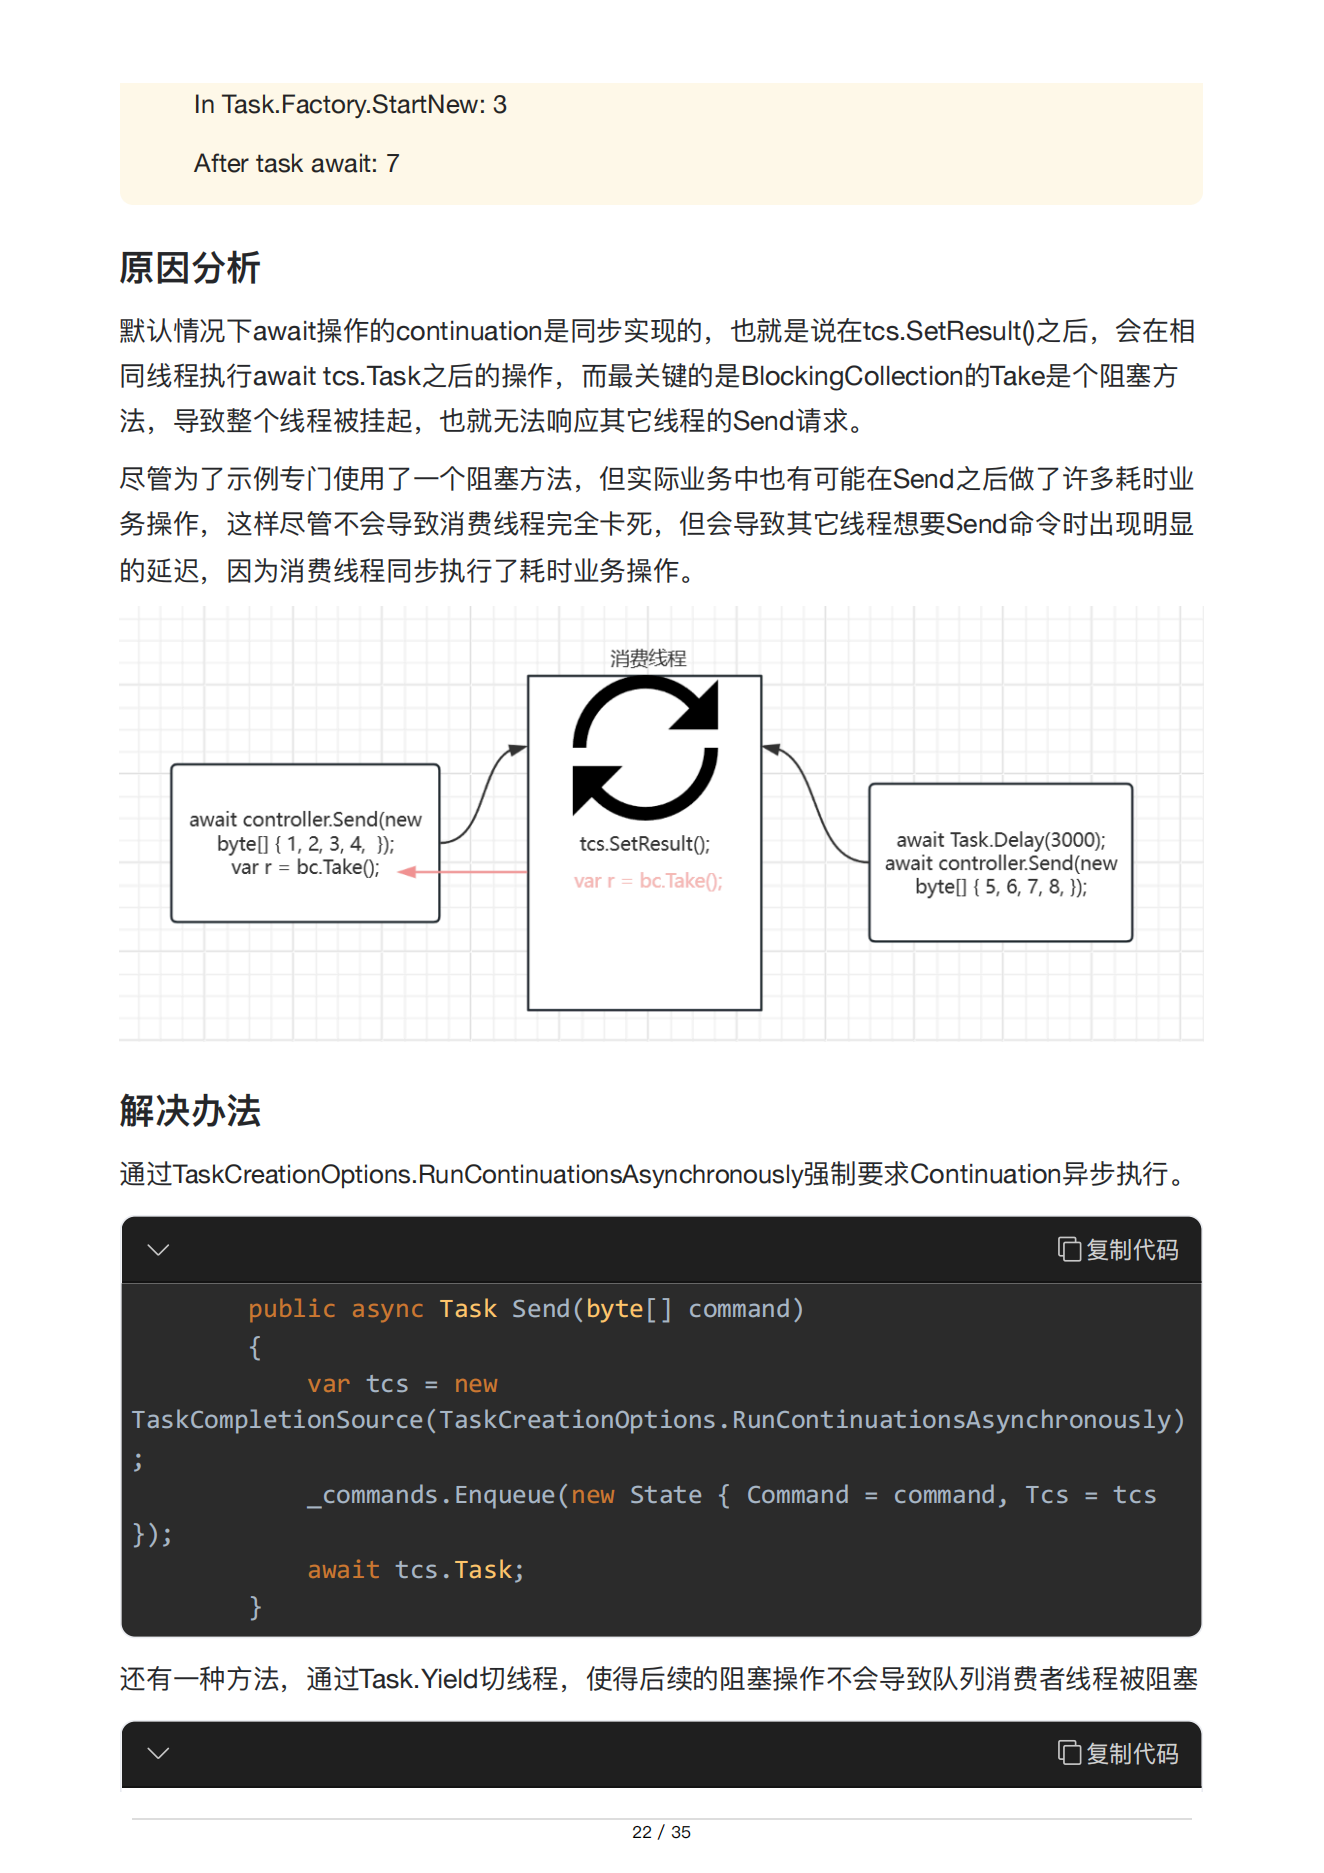 In Task.Factory.StartNew: 3
After task await: 7
原因分析
默认情况下await操作的continuation是同步实现的，也就是说在tcs.SetResult()之后，会在相
同线程执行await tcs.Task之后的操作，而最关键的是BlockingCollection的Take是个阻塞方
法，导致整个线程被挂起，也就无法响应其它线程的Send请求。
尽管为了示例专门使用了一个阻塞方法，但实际业务中也有可能在Send之后做了许多耗时业
务操作，这样尽管不会导致消费线程完全卡死，但会导致其它线程想要Send命令时出现明显
的延迟，因为消费线程同步执行了耗时业务操作。
消费线程
await controller.Send(new
byte[] { 1, 2, 3, 4,  });
var r = bc.Take();
tcs.SetResult();
var r = bc.Take();
await Task.Delay(3000);
await controller.Send(new
byte[] { 5, 6, 7, 8, });
解决办法
通过TaskCreationOptions.RunContinuationsAsynchronously强制要求Continuation异步执行。
复制代码
public async Task Send(byte[] command)
{
var tcs = new
TaskCompletionSource(TaskCreationOptions.RunContinuationsAsynchronously)
;
_commands.Enqueue(new State { Command = command, Tcs = tcs
});
await tcs.Task;
}
还有一种方法，通过Task.Yield切线程，使得后续的阻塞操作不会导致队列消费者线程被阻塞
复制代码
22 / 35